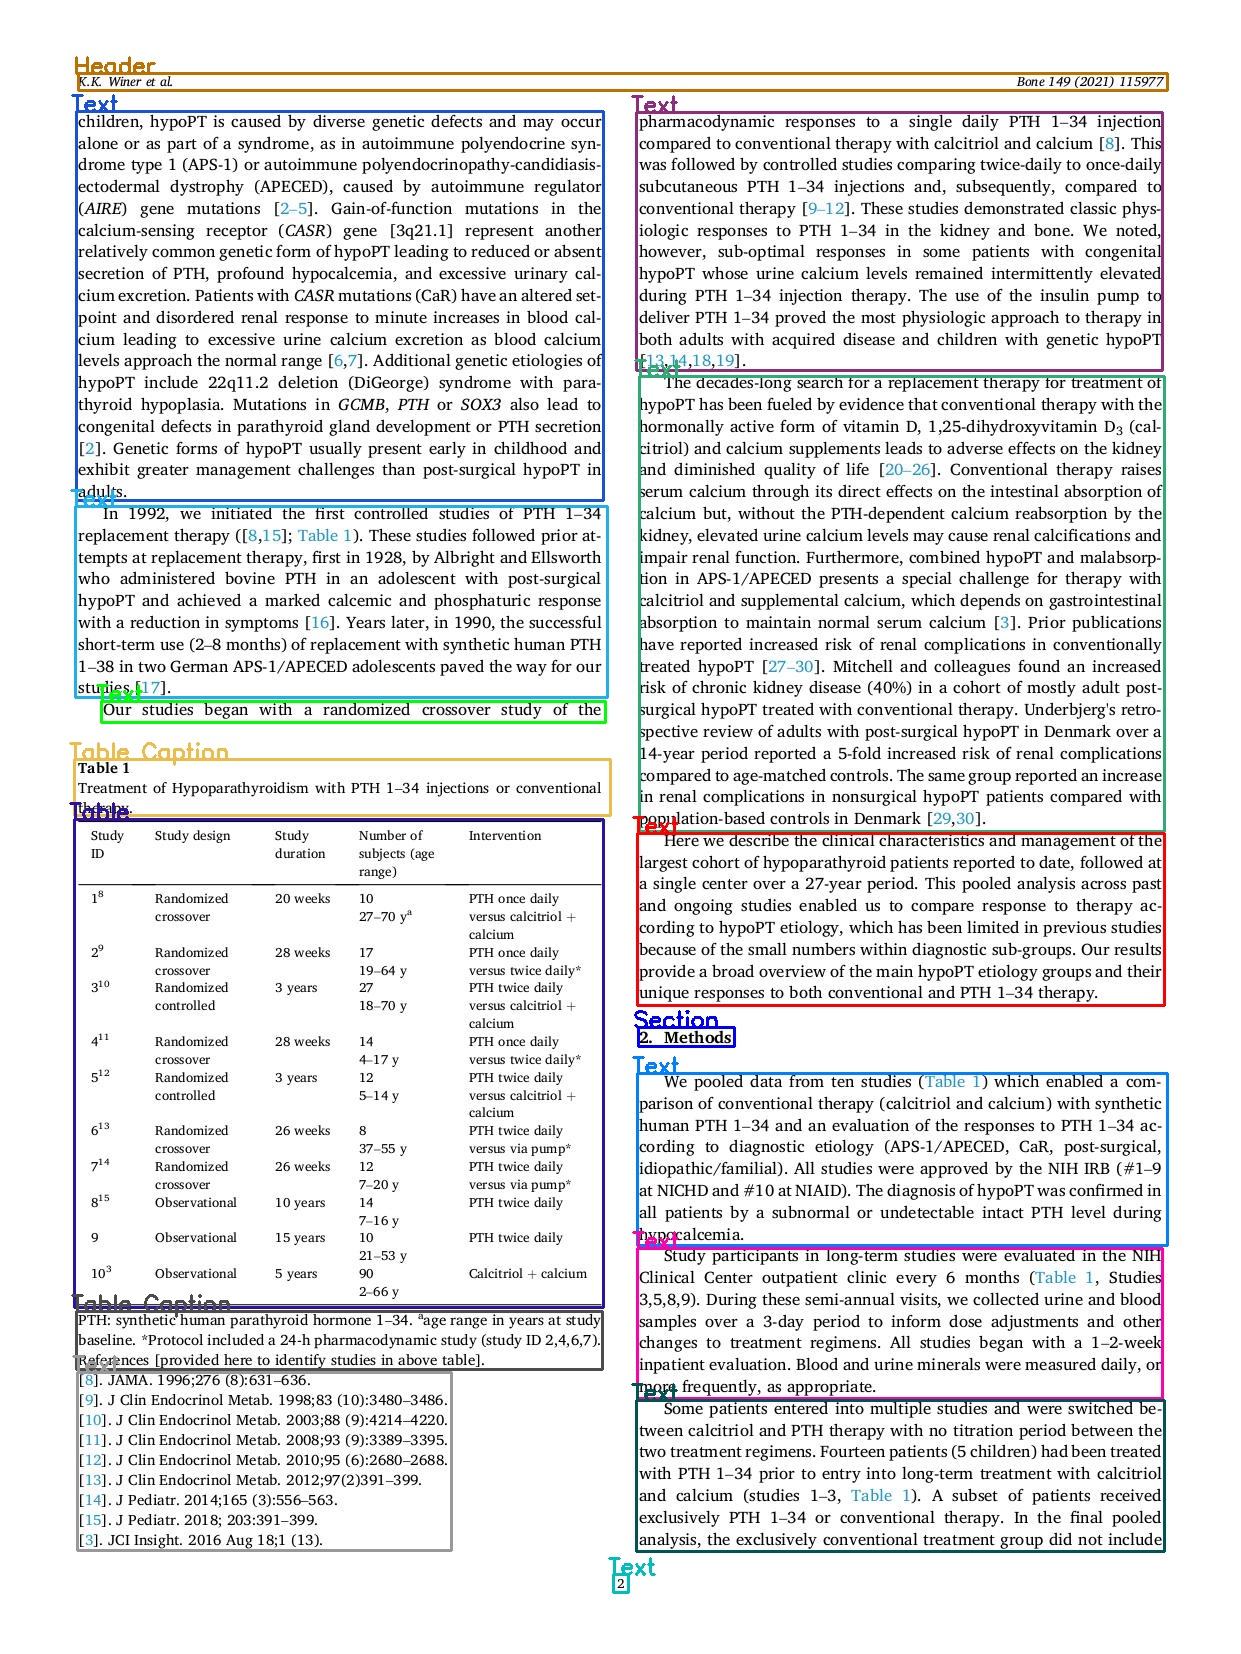 Header
K.K. Winer et al.
Bone 149 (2021) 115977
Text
children, hypoPT is caused by diverse genetic defects and may occur
alone or as part of a syndrome, as in autoimmune polyendocrine syn-
drome type 1 (APS-1) or autoimmune polyendocrinopathy-candidiasis-
ectodermal dystrophy (APECED), caused by autoimmune regulator
(AIRE) gene mutations [2–5]. Gain-of-function mutations in the
calcium-sensing receptor (CASR) gene [3q21.1] represent another
relatively common genetic form of hypoPT leading to reduced or absent
secretion of PTH, profound hypocalcemia, and excessive urinary cal-
cium excretion. Patients with CASR mutations (CaR) have an altered set-
point and disordered renal response to minute increases in blood cal-
cium leading to excessive urine calcium excretion as blood calcium
levels approach the normal range [6,7]. Additional genetic etiologies of
hypoPT include 22q11.2 deletion (DiGeorge) syndrome with para-
thyroid hypoplasia. Mutations in GCMB, PTH or SOX3 also lead to
congenital defects in parathyroid gland development or PTH secretion
[2]. Genetic forms of hypoPT usually present early in childhood and
exhibit greater management challenges than post-surgical hypoPT in
adults.
Text
In 1992, we initiated the first controlled studies of PTH 1–34
replacement therapy ([8,15]; Table 1). These studies followed prior at-
tempts at replacement therapy, first in 1928, by Albright and Ellsworth
who administered bovine PTH in an adolescent with post-surgical
hypoPT and achieved a marked calcemic and phosphaturic response
with a reduction in symptoms [16]. Years later, in 1990, the successful
short-term use (2–8 months) of replacement with synthetic human PTH
1–38 in two German APS-1/APECED adolescents paved the way for our
studies [17].
Text
Our studies began with a randomized crossover study of the
Table Caption
Table 1
Treatment of Hypoparathyroidism with PTH 1–34 injections or conventional
therapy.
Table
Study ID Study design Study duration Number of subjects (age range) Intervention
1⁸ Randomized crossover 20 weeks 10 27–70 yᵃ PTH once daily versus calcitriol + calcium
2⁹ Randomized crossover 28 weeks 17 19–64 y PTH once daily versus twice daily*
3¹⁰ Randomized controlled 3 years 27 18–70 y PTH twice daily versus calcitriol + calcium
4¹¹ Randomized crossover 28 weeks 14 4–17 y PTH once daily versus twice daily*
5¹² Randomized controlled 3 years 12 5–14 y PTH twice daily versus calcitriol + calcium
6¹³ Randomized crossover 26 weeks 8 37–55 y PTH twice daily versus via pump*
7¹⁴ Randomized crossover 26 weeks 12 7–20 y PTH twice daily versus via pump*
8¹⁵ Observational 10 years 14 7–16 y PTH twice daily
9 Observational 15 years 10 21–53 y PTH twice daily
10³ Observational 5 years 90 2–66 y Calcitriol + calcium
Table Caption
PTH: synthetic human parathyroid hormone 1–34. ᵃage range in years at study
baseline. *Protocol included a 24-h pharmacodynamic study (study ID 2,4,6,7).
References [provided here to identify studies in above table].
Text
[8]. JAMA. 1996;276 (8):631–636.
[9]. J Clin Endocrinol Metab. 1998;83 (10):3480–3486.
[10]. J Clin Endocrinol Metab. 2003;88 (9):4214–4220.
[11]. J Clin Endocrinol Metab. 2008;93 (9):3389–3395.
[12]. J Clin Endocrinol Metab. 2010;95 (6):2680–2688.
[13]. J Clin Endocrinol Metab. 2012;97(2)391–399.
[14]. J Pediatr. 2014;165 (3):556–563.
[15]. J Pediatr. 2018; 203:391–399.
[3]. JCI Insight. 2016 Aug 18;1 (13).
Text
pharmacodynamic responses to a single daily PTH 1–34 injection
compared to conventional therapy with calcitriol and calcium [8]. This
was followed by controlled studies comparing twice-daily to once-daily
subcutaneous PTH 1–34 injections and, subsequently, compared to
conventional therapy [9–12]. These studies demonstrated classic phys-
iologic responses to PTH 1–34 in the kidney and bone. We noted,
however, sub-optimal responses in some patients with congenital
hypoPT whose urine calcium levels remained intermittently elevated
during PTH 1–34 injection therapy. The use of the insulin pump to
deliver PTH 1–34 proved the most physiologic approach to therapy in
both adults with acquired disease and children with genetic hypoPT
[13,14,18,19].
Text
The decades-long search for a replacement therapy for treatment of
hypoPT has been fueled by evidence that conventional therapy with the
hormonally active form of vitamin D, 1,25-dihydroxyvitamin D₃ (cal-
citriol) and calcium supplements leads to adverse effects on the kidney
and diminished quality of life [20–26]. Conventional therapy raises
serum calcium through its direct effects on the intestinal absorption of
calcium but, without the PTH-dependent calcium reabsorption by the
kidney, elevated urine calcium levels may cause renal calcifications and
impair renal function. Furthermore, combined hypoPT and malabsorp-
tion in APS-1/APECED presents a special challenge for therapy with
calcitriol and supplemental calcium, which depends on gastrointestinal
absorption to maintain normal serum calcium [3]. Prior publications
have reported increased risk of renal complications in conventionally
treated hypoPT [27–30]. Mitchell and colleagues found an increased
risk of chronic kidney disease (40%) in a cohort of mostly adult post-
surgical hypoPT treated with conventional therapy. Underbjerg's retro-
spective review of adults with post-surgical hypoPT in Denmark over a
14-year period reported a 5-fold increased risk of renal complications
compared to age-matched controls. The same group reported an increase
in renal complications in nonsurgical hypoPT patients compared with
population-based controls in Denmark [29,30].
Text
Here we describe the clinical characteristics and management of the
largest cohort of hypoparathyroid patients reported to date, followed at
a single center over a 27-year period. This pooled analysis across past
and ongoing studies enabled us to compare response to therapy ac-
cording to hypoPT etiology, which has been limited in previous studies
because of the small numbers within diagnostic sub-groups. Our results
provide a broad overview of the main hypoPT etiology groups and their
unique responses to both conventional and PTH 1–34 therapy.
Section
2. Methods
Text
We pooled data from ten studies (Table 1) which enabled a com-
parison of conventional therapy (calcitriol and calcium) with synthetic
human PTH 1–34 and an evaluation of the responses to PTH 1–34 ac-
cording to diagnostic etiology (APS-1/APECED, CaR, post-surgical,
idiopathic/familial). All studies were approved by the NIH IRB (#1–9
at NICHD and #10 at NIAID). The diagnosis of hypoPT was confirmed in
all patients by a subnormal or undetectable intact PTH level during
hypocalcemia.
Text
Study participants in long-term studies were evaluated in the NIH
Clinical Center outpatient clinic every 6 months (Table 1, Studies
3,5,8,9). During these semi-annual visits, we collected urine and blood
samples over a 3-day period to inform dose adjustments and other
changes to treatment regimens. All studies began with a 1–2-week
inpatient evaluation. Blood and urine minerals were measured daily, or
more frequently, as appropriate.
Text
Some patients entered into multiple studies and were switched be-
tween calcitriol and PTH therapy with no titration period between the
two treatment regimens. Fourteen patients (5 children) had been treated
with PTH 1–34 prior to entry into long-term treatment with calcitriol
and calcium (studies 1–3, Table 1). A subset of patients received
exclusively PTH 1–34 or conventional therapy. In the final pooled
analysis, the exclusively conventional treatment group did not include
Text
2